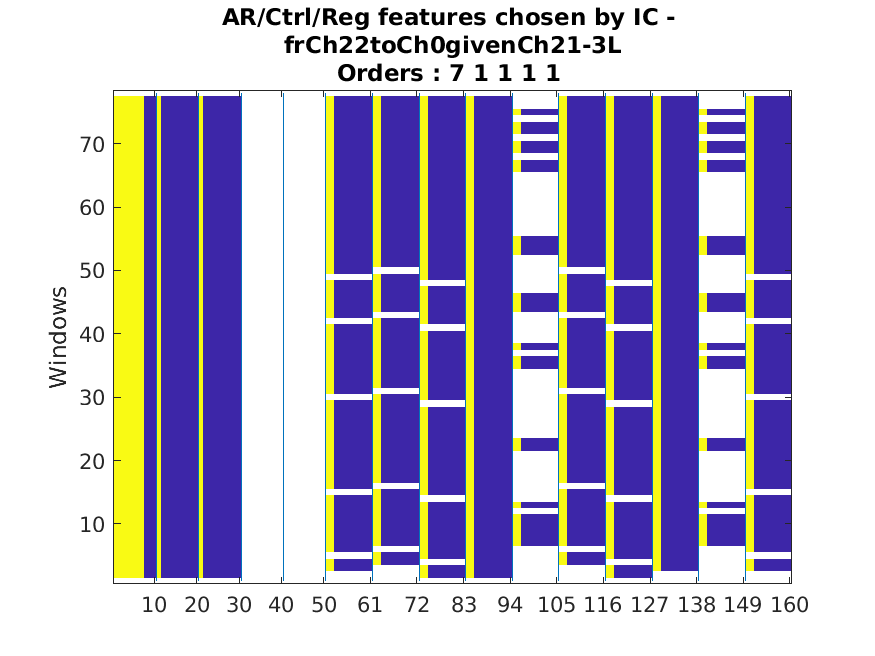 AR/Ctrl/Reg features chosen by IC -
frCh22toCh0givenCh21-3L
Orders : 7 1 1 1 1
Windows
70
60
50
40
30
20
10
10 20 30 40 50 61 72 83 94 105 116 127 138 149 160